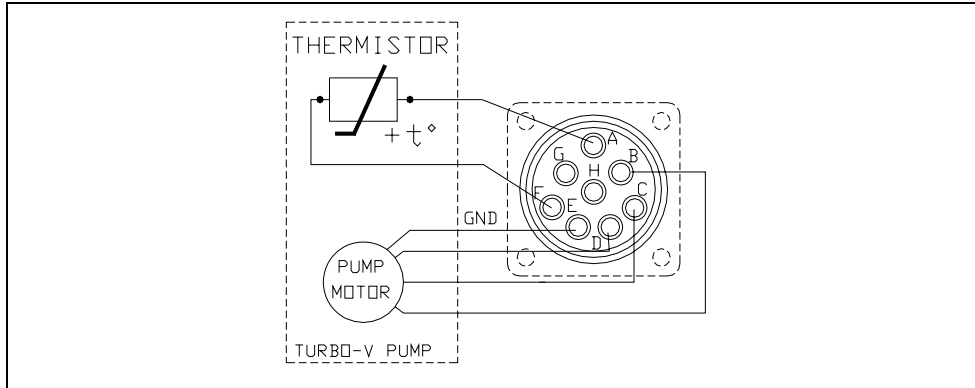 THERMISTOR
+t°
A
B
G
H
C
F
E
GND
D
PUMP
MOTOR
TURBO-V PUMP